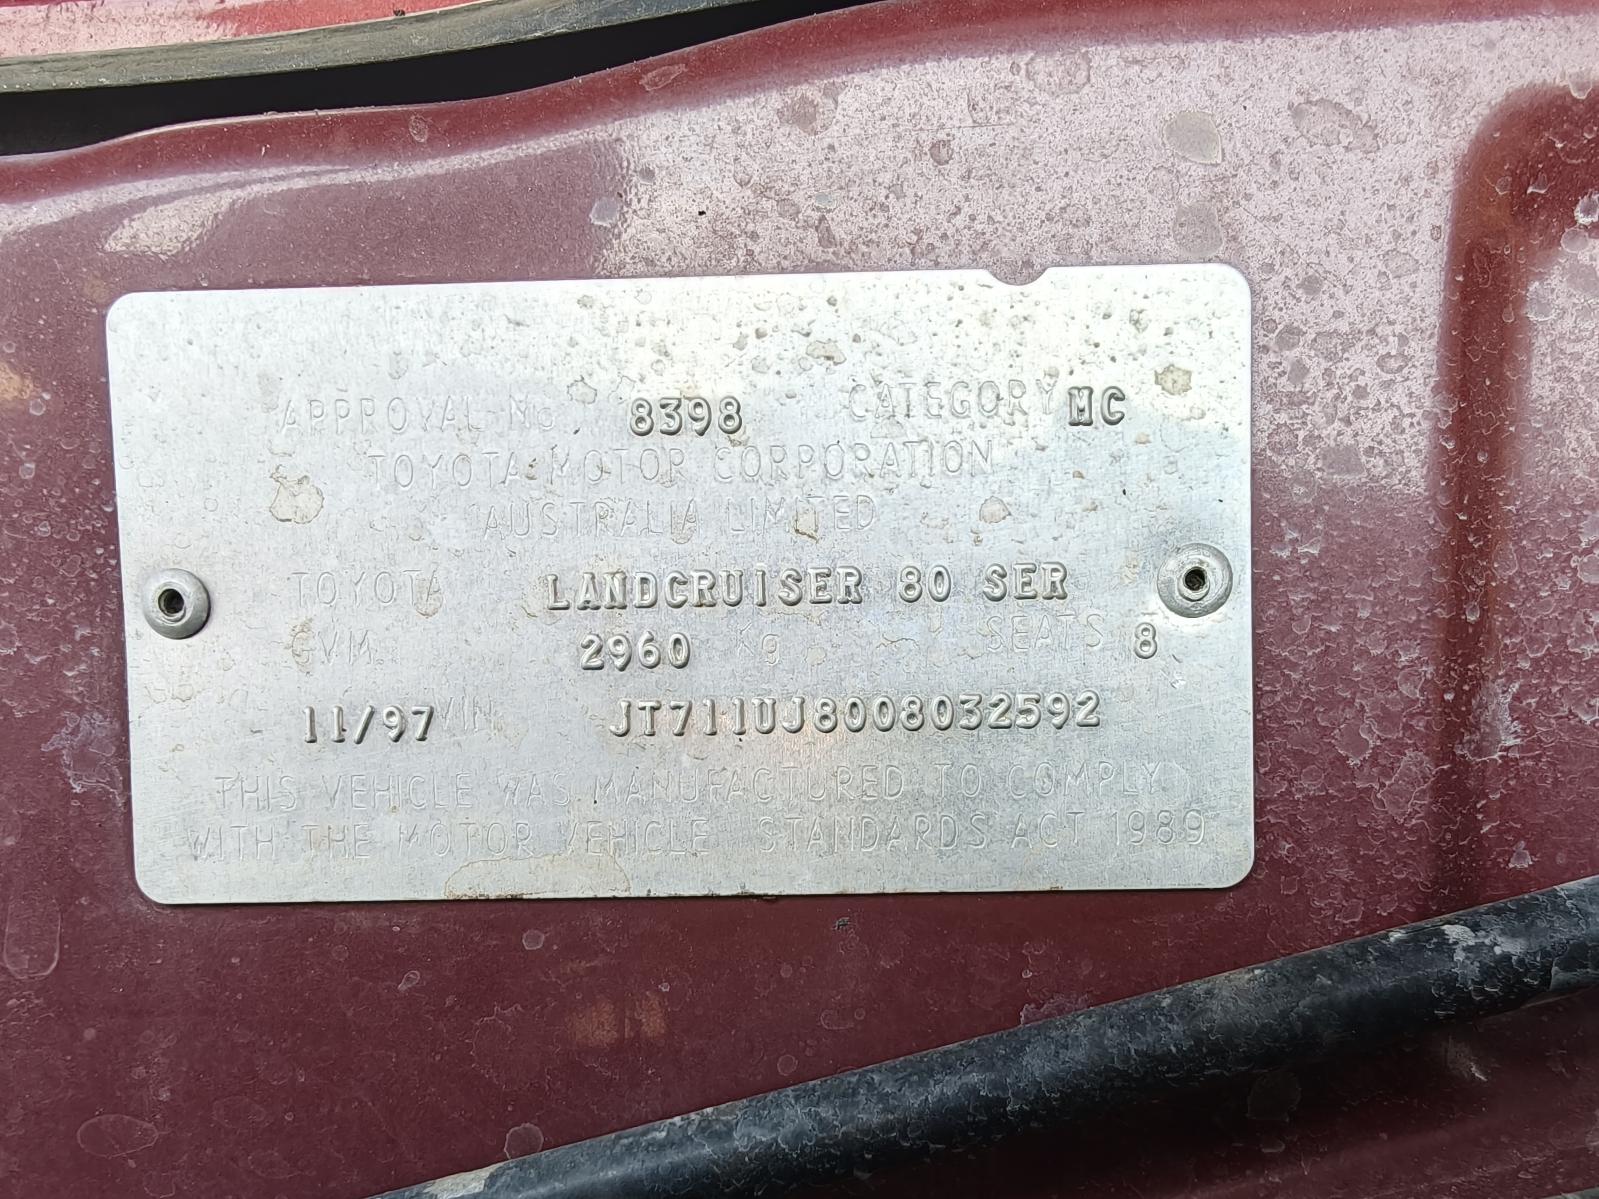 APPROVAL No 8398 CATEGORY MC
TOYOTA MOTOR CORPORATION
AUSTRALIA LIMITED
TOYOTA LANDCRUISER 80 SER
GVM. 2960 Kg SEATS 8
11/97 VIN JT711UJ8008032592
THIS VEHICLE WAS MANUFACTURED TO COMPLY
WITH THE MOTOR VEHICLE STANDARDS ACT 1989